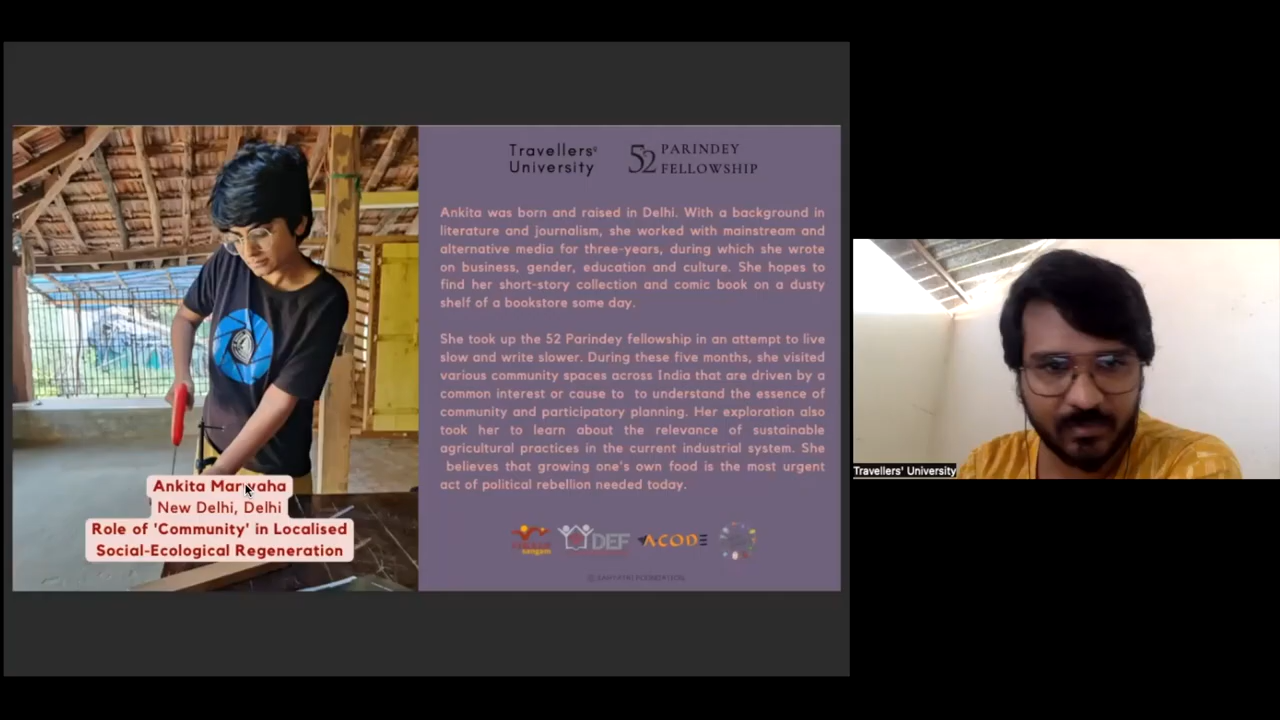 Travellers'
University
52 PARINDEY
FELLOWSHIP
Ankita was born and raised in Delhi. With a background in
literature and journalism, she worked with mainstream and
alternative media for three-years, during which she wrote
on business, gender, education and culture. She hopes to
find her short-story collection and comic book on a dusty
shelf of a bookstore some day.
She took up the 52 Parindey fellowship in an attempt to live
slow and write slower. During these five months, she visited
various community spaces across India that are driven by a
common interest or cause to to understand the essence of
community and participatory planning. Her exploration also
took her to learn about the relevance of sustainable
agricultural practices in the current industrial system. She
believes that growing one's own food is the most urgent
act of political rebellion needed today.
Ankita Marwaha
New Delhi, Delhi
Role of 'Community' in Localised
Social-Ecological Regeneration
sangam
DEF
ACODE
Travellers' University